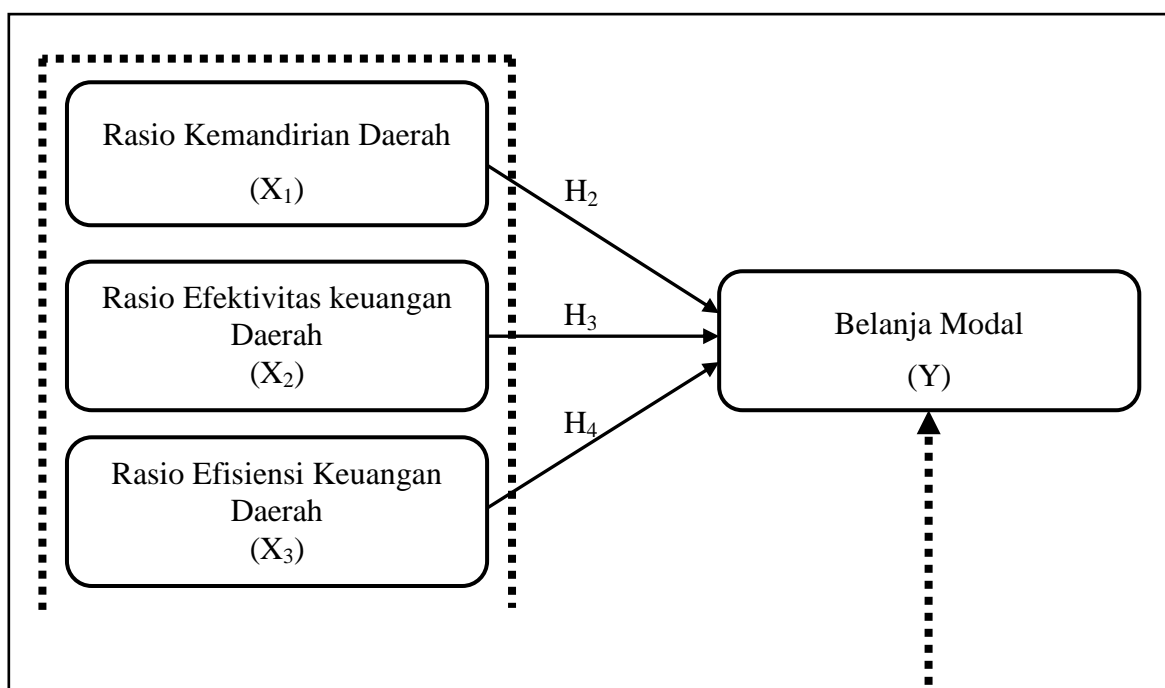 Rasio Kemandirian Daerah
(X₁)
Rasio Efektivitas keuangan
Daerah
(X₂)
Rasio Efisiensi Keuangan
Daerah
(X₃)
H₂
H₃
H₄
Belanja Modal
(Y)